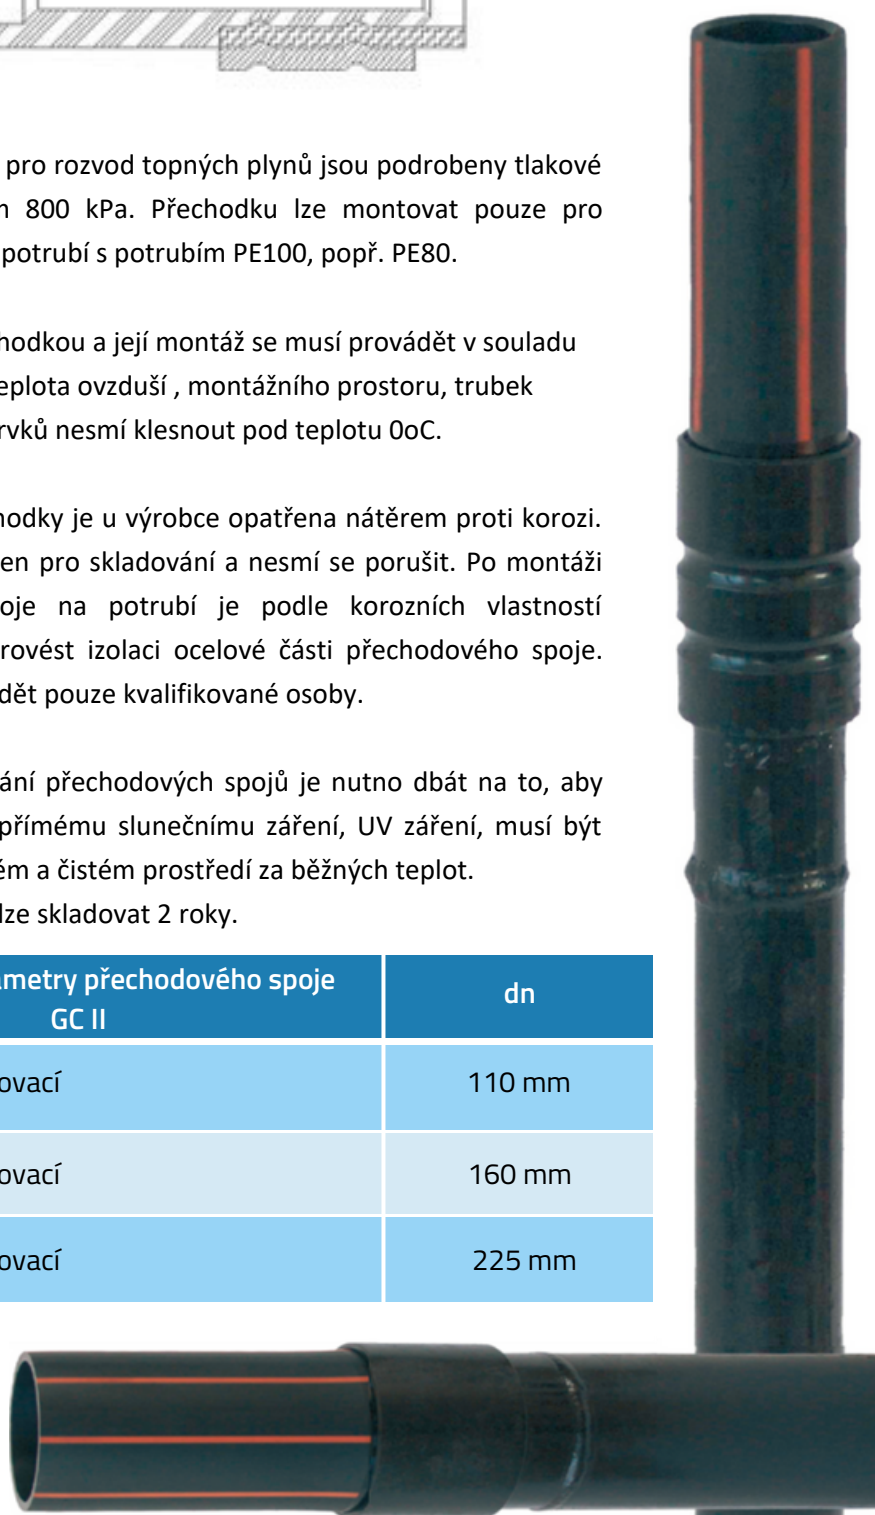 pro rozvod topných plynů jsou podrobeny tlakové
800 kPa. Přechodku lze montovat pouze pro
potrubí s potrubím PE100, popř. PE80.
hodkou a její montáž se musí provádět v souladu
eplota ovzduší , montážního prostoru, trubek
rvků nesmí klesnout pod teplotu 0oC.
hodky je u výrobce opatřena nátěrem proti korozi.
en pro skladování a nesmí se porušit. Po montáži
oje na potrubí je podle korozních vlastností
rovést izolaci ocelové části přechodového spoje.
dět pouze kvalifikované osoby.
ání přechodových spojů je nutno dbát na to, aby
přímému slunečnímu záření, UV záření, musí být
ém a čistém prostředí za běžných teplot.
lze skladovat 2 roky.
metry přechodového spoje
GC II
dn
ovací 110 mm
ovací 160 mm
ovací 225 mm